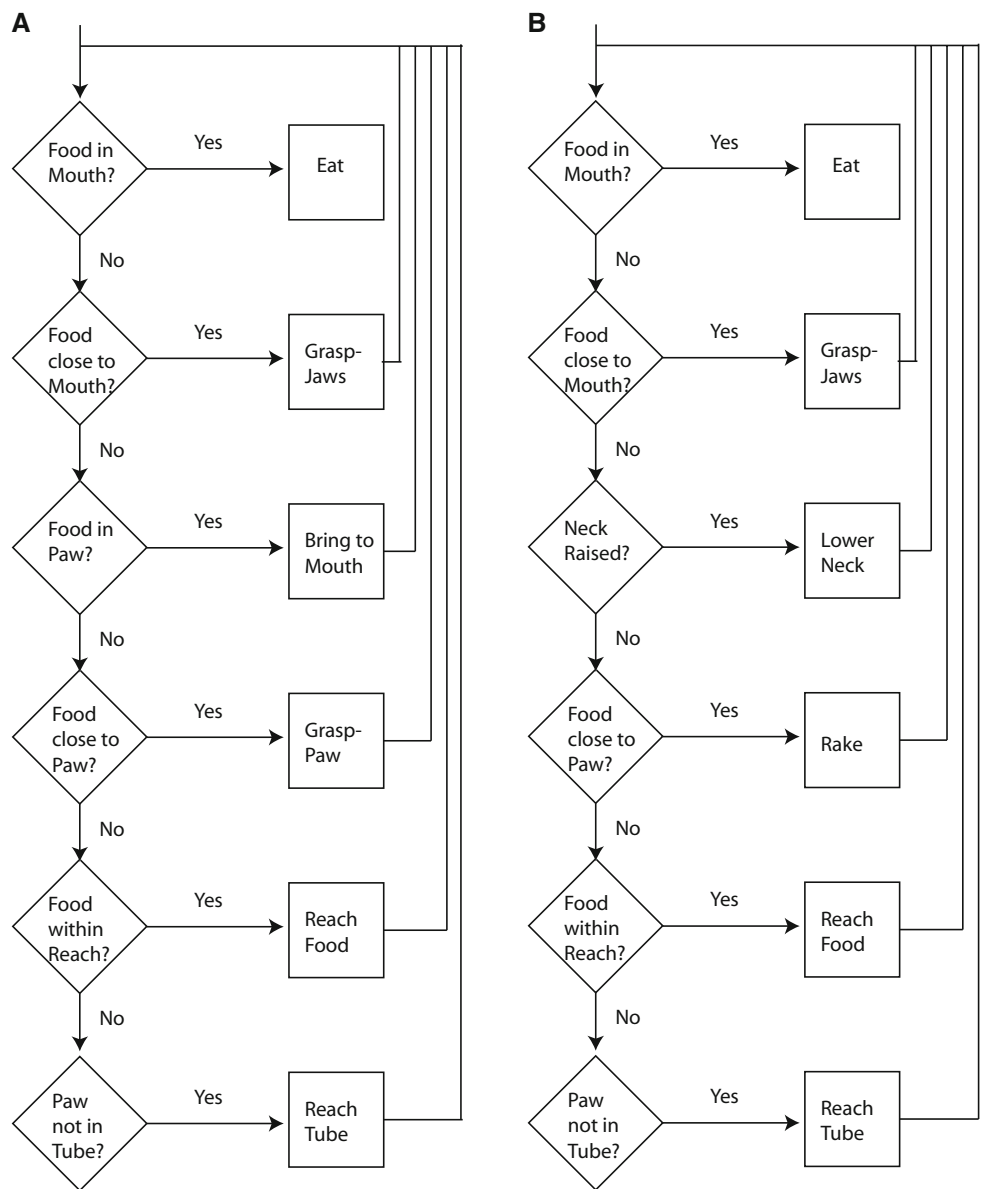 A
Food in
Mouth?
Yes
Eat
No
Food
close to
Mouth?
Yes
Grasp-
Jaws
No
Food in
Paw?
Yes
Bring to
Mouth
No
Food
close to
Paw?
Yes
Grasp-
Paw
No
Food
within
Reach?
Yes
Reach
Food
No
Paw
not in
Tube?
Yes
Reach
Tube
B
Food in
Mouth?
Yes
Eat
No
Food
close to
Mouth?
Yes
Grasp-
Jaws
No
Neck
Raised?
Yes
Lower
Neck
No
Food
close to
Paw?
Yes
Rake
No
Food
within
Reach?
Yes
Reach
Food
No
Paw
not in
Tube?
Yes
Reach
Tube